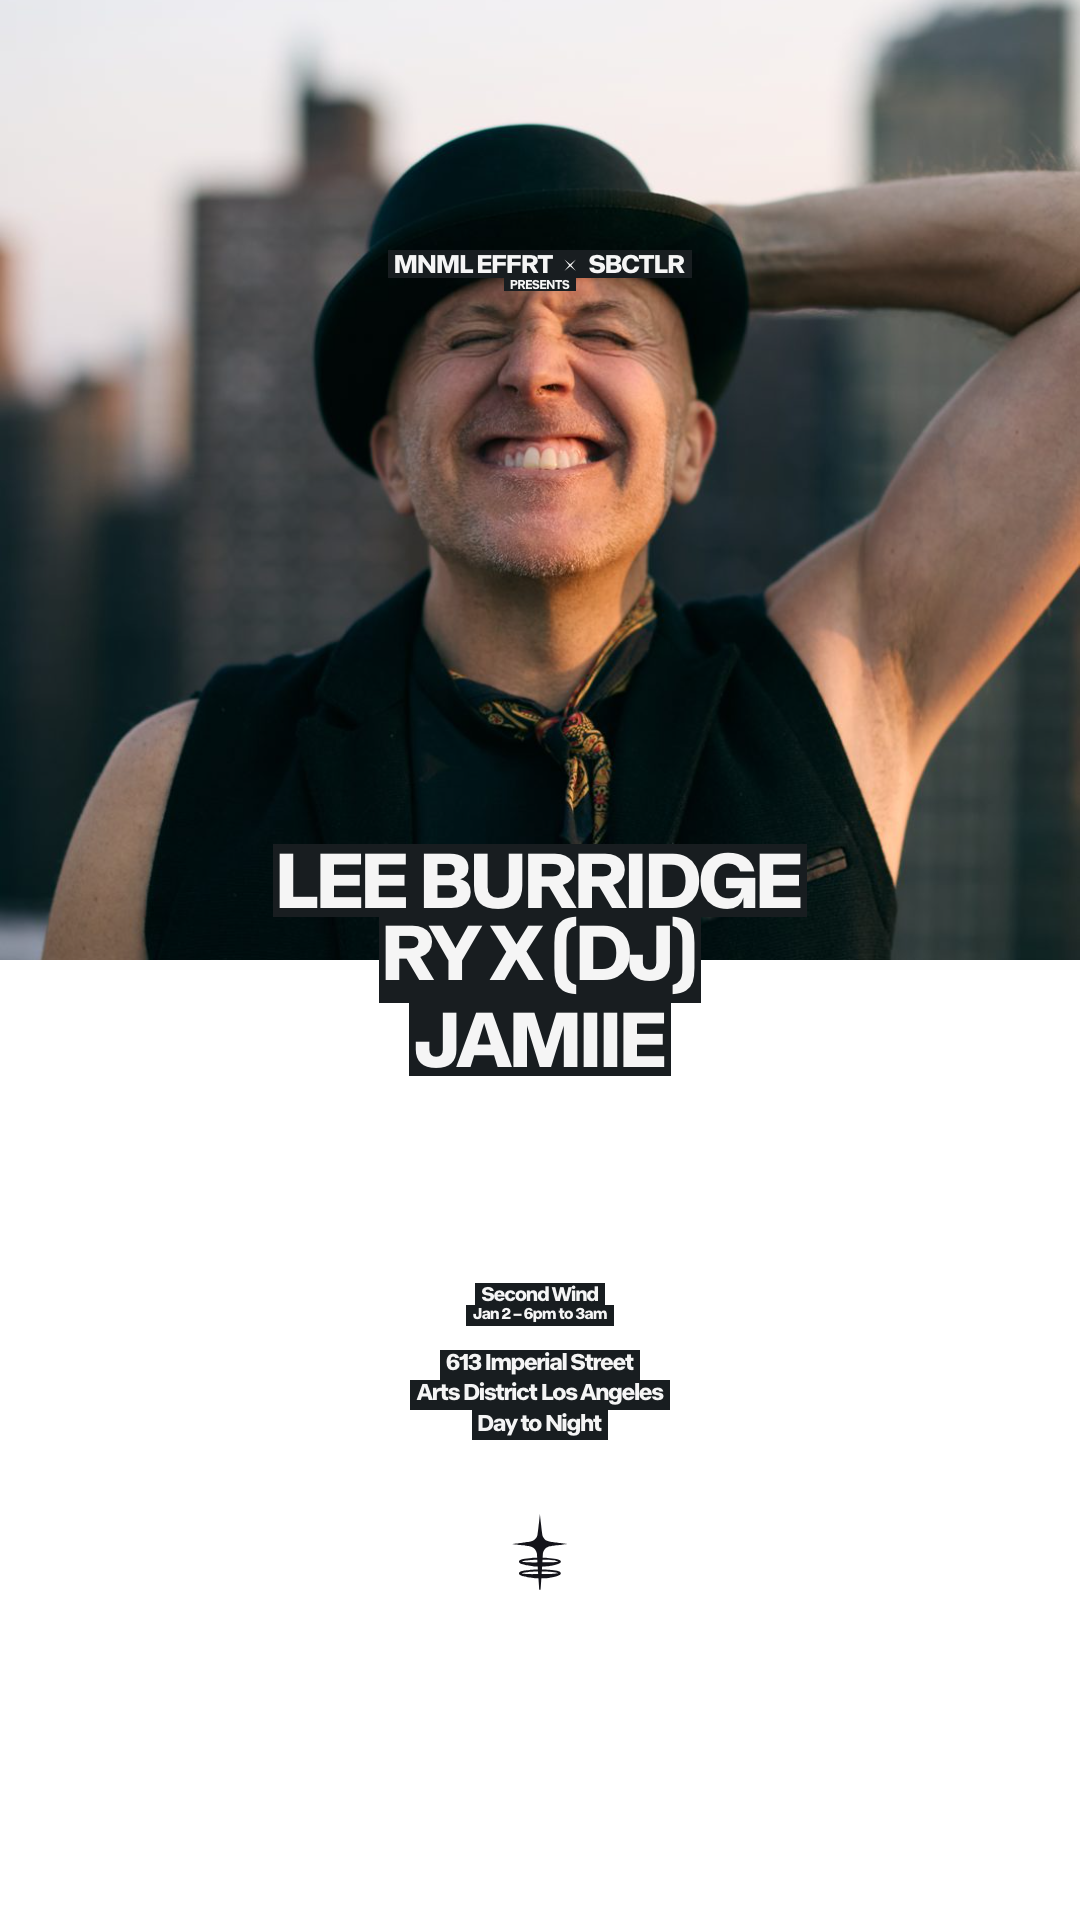 MNML EFFRT × SBCTLR
PRESENTS
LEE BURRIDGE
RY X (DJ)
JAMIIE
Second Wind
Jan 2 – 6pm to 3am
613 Imperial Street
Arts District Los Angeles
Day to Night